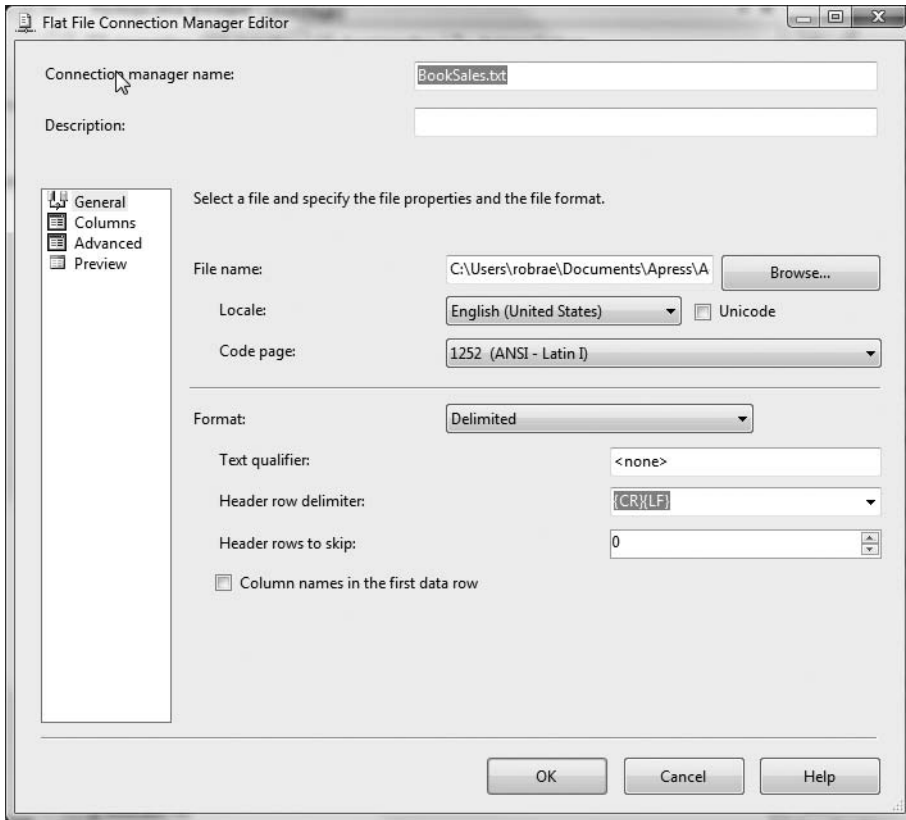 Flat File Connection Manager Editor
Connection manager name: BookSales.txt
Description:
General
Columns
Advanced
Preview
Select a file and specify the file properties and the file format.
File name: C:\Users\robrae\Documents\Apress\A Browse...
Locale: English (United States) Unicode
Code page: 1252 (ANSI - Latin I)
Format: Delimited
Text qualifier: <none>
Header row delimiter: {CR}{LF}
Header rows to skip: 0
Column names in the first data row
OK Cancel Help